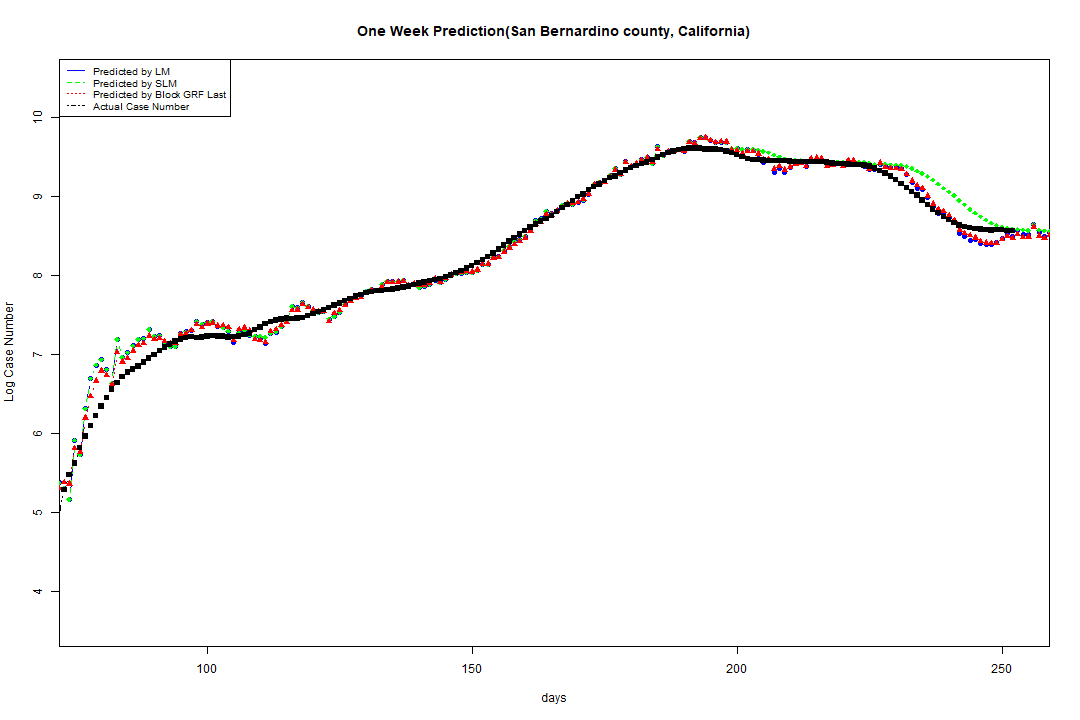 One Week Prediction(San Bernardino county, California)
Predicted by LM
Predicted by SLM
Predicted by Block GRF Last
Actual Case Number
10
9
8
7
6
5
4
Log Case Number
100
150
200
250
days